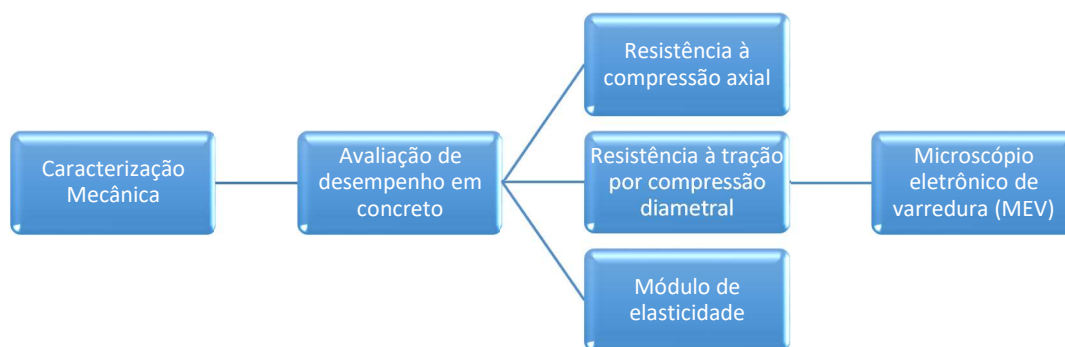 Caracterização
Mecânica
Avaliação de
desempenho em
concreto
Resistência à
compressão axial
Resistência à tração
por compressão
diametral
Módulo de
elasticidade
Microscópio
eletrônico de
varredura (MEV)